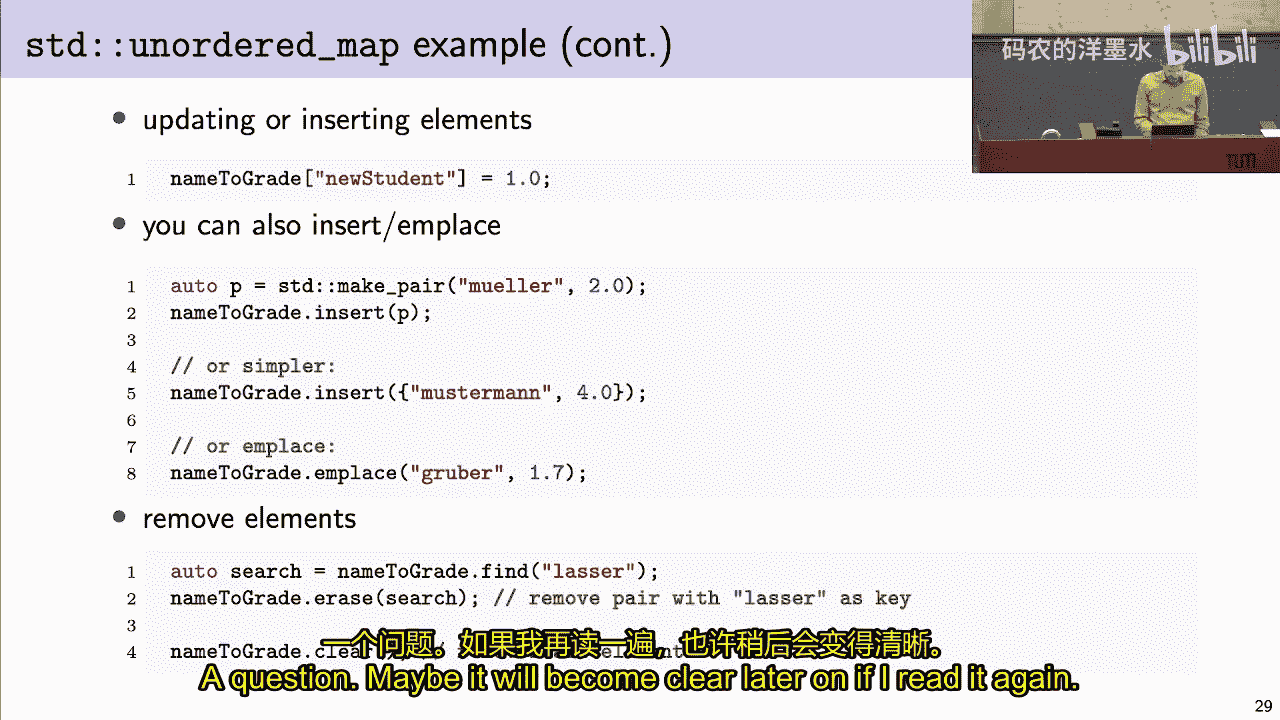 std::unordered_map example (cont.)
码农的洋墨水 bilibili
TUM
• updating or inserting elements
1 nameToGrade["newStudent"] = 1.0;
• you can also insert/emplace
1 auto p = std::make_pair("mueller", 2.0);
2 nameToGrade.insert(p);
3
4 // or simpler:
5 nameToGrade.insert({"mustermann", 4.0});
6
7 // or emplace:
8 nameToGrade.emplace("gruber", 1.7);
• remove elements
1 auto search = nameToGrade.find("lasser");
2 nameToGrade.erase(search); // remove pair with "lasser" as key
3
4 nameToGrade.clear
一个问题。如果我再读一遍，也许稍后会变得清晰。
A question. Maybe it will become clear later on if I read it again.
29